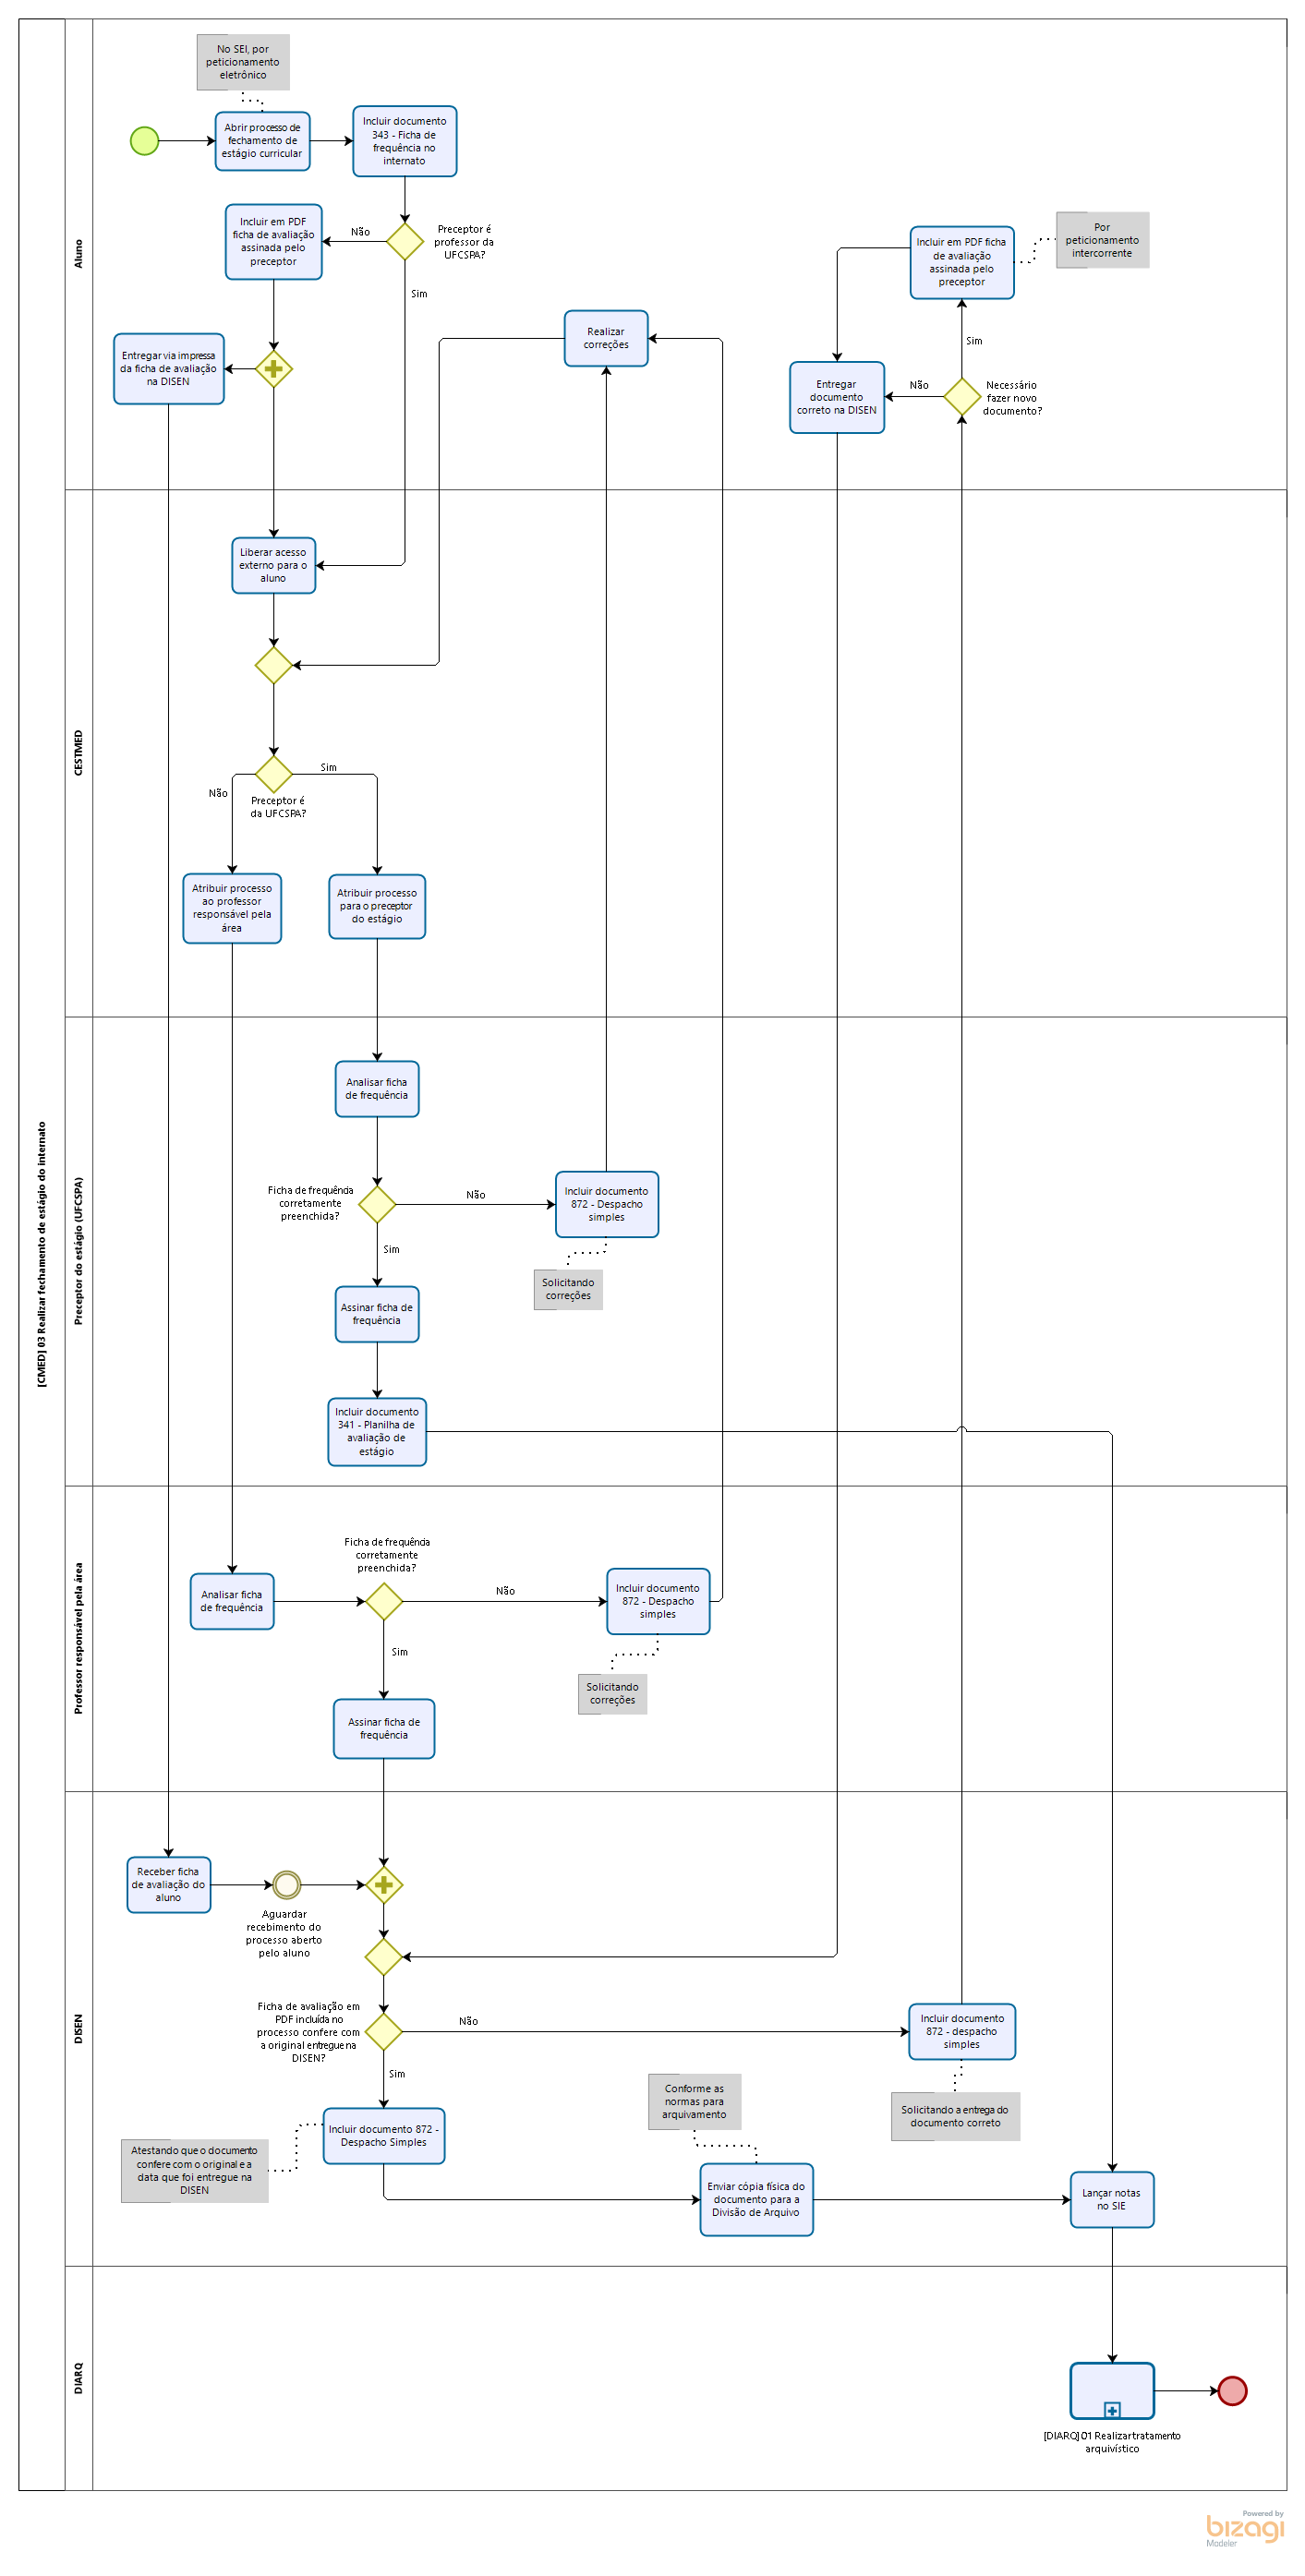 [CMED] 03 Realizar fechamento de estágio do internato
Aluno
No SEI, por
peticionamento
eletrônico
Abrir processo de
fechamento de
estágio curricular
Incluir documento
343 - Ficha de
frequência no
internato
Incluir em PDF
ficha de avaliação
assinada pelo
preceptor
Não
Preceptor é
professor da
UFCSPA?
Sim
Incluir em PDF ficha
de avaliação
assinada pelo
preceptor
Por
peticionamento
intercorrente
Entregar via impressa
da ficha de avaliação
na DISEN
Realizar
correções
Sim
Entregar
documento
correto na DISEN
Não
Necessário
fazer novo
documento?
CESTMED
Liberar acesso
externo para o
aluno
Não
Sim
Preceptor é
da UFCSPA?
Atribuir processo
ao professor
responsável pela
área
Atribuir processo
para o preceptor
do estágio
Preceptor do estágio (UFCSPA)
Analisar ficha
de frequência
Ficha de frequência
corretamente
preenchida?
Não
Incluir documento
872 - Despacho
simples
Sim
Solicitando
correções
Assinar ficha de
frequência
Incluir documento
341 - Planilha de
avaliação de
estágio
Professor responsável pela área
Ficha de frequência
corretamente
preenchida?
Analisar ficha
de frequência
Não
Incluir documento
872 - Despacho
simples
Sim
Solicitando
correções
Assinar ficha de
frequência
DISEN
Receber ficha
de avaliação do
aluno
Aguardar
recebimento do
processo aberto
pelo aluno
Ficha de avaliação em
PDF incluída no
processo confere com
a original entregue na
DISEN?
Não
Incluir documento
872 - despacho
simples
Sim
Solicitando a entrega do
documento correto
Conforme as
normas para
arquivamento
Incluir documento 872 -
Despacho Simples
Atestando que o documento
confere com o original e a
data que foi entregue na
DISEN
Enviar cópia física do
documento para a
Divisão de Arquivo
Lançar notas
no SIE
DIARQ
[DIARQ] 01 Realizar tratamento
arquivístico
Powered by
bizagi
Modeler